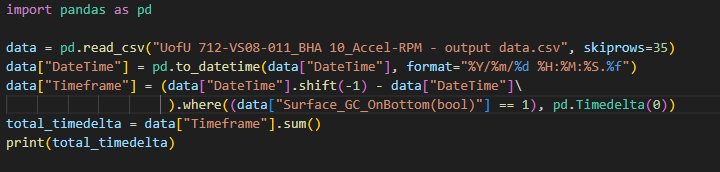 import pandas as pd
data = pd.read_csv("UofU 712-VS08-011_BHA 10_Accel-RPM - output data.csv", skiprows=35)
data["DateTime"] = pd.to_datetime(data["DateTime"], format="%Y/%m/%d %H:%M:%S.%f")
data["Timeframe"] = (data["DateTime"].shift(-1) - data["DateTime"]\
).where((data["Surface_GC_OnBottom(bool)"] == 1), pd.Timedelta(0))
total_timedelta = data["Timeframe"].sum()
print(total_timedelta)